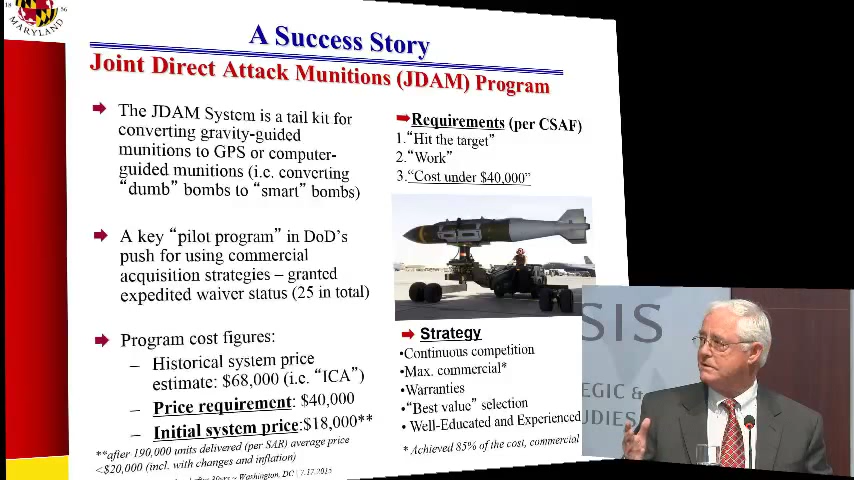 18 56
MARYLAND
A Success Story
Joint Direct Attack Munitions (JDAM) Program
The JDAM System is a tail kit for
converting gravity-guided
munitions to GPS or computer-
guided munitions (i.e. converting
“dumb” bombs to “smart” bombs)
A key “pilot program” in DoD’s
push for using commercial
acquisition strategies – granted
expedited waiver status (25 in total)
Program cost figures:
– Historical system price
estimate: $68,000 (i.e. “ICA”)
– Price requirement: $40,000
– Initial system price:$18,000**
**after 190,000 units delivered (per SAR) average price
<$20,000 (incl. with changes and inflation)
Requirements (per CSAF)
1.“Hit the target”
2.“Work”
3.“Cost under $40,000”
Strategy
•Continuous competition
•Max. commercial*
•Warranties
•“Best value” selection
• Well-Educated and Experienced
* Achieved 85% of the cost, commercial
Washington, DC | 7.17.2015
SIS
EGIC &
STUDIES